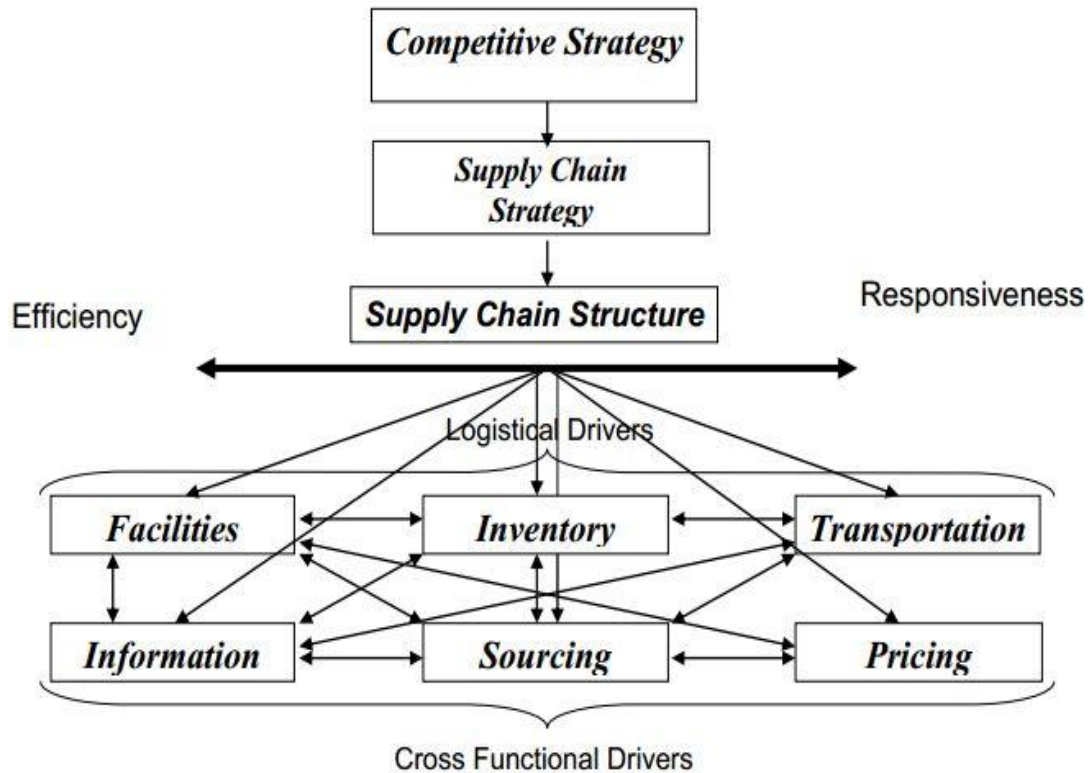 Competitive Strategy
Supply Chain
Strategy
Efficiency
Supply Chain Structure
Responsiveness
Logistical Drivers
Facilities
Inventory
Transportation
Information
Sourcing
Pricing
Cross Functional Drivers